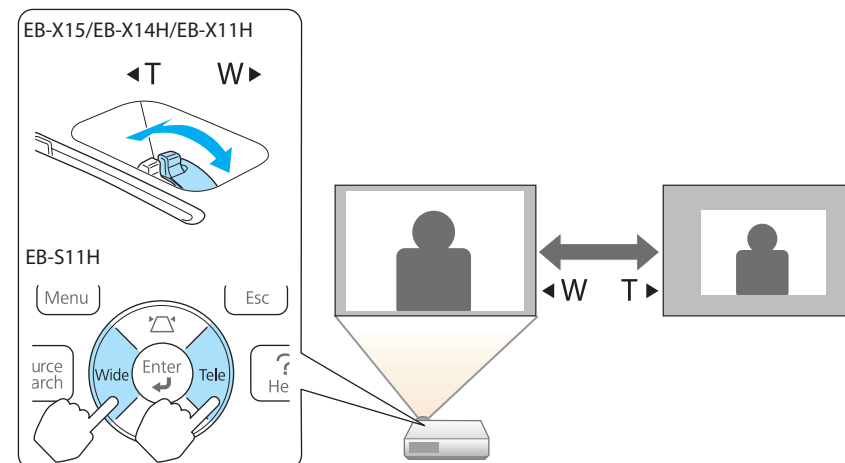 EB-X15/EB-X14H/EB-X11H
◀T W▶
EB-S11H
Menu Esc
urce
arch
Wide Enter Tele
He
◀W T▶